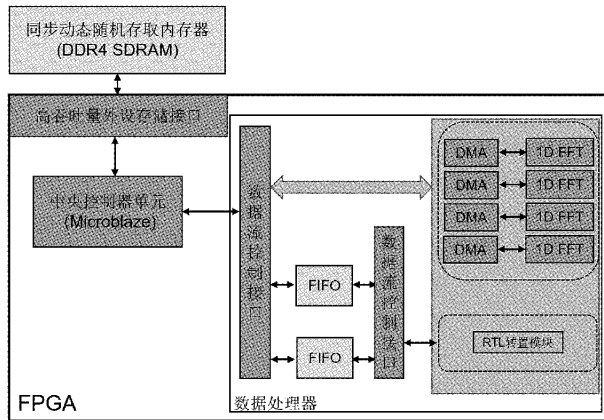 同步动态随机存取内存器
(DDR4 SDRAM)
高吞吐量外设存储接口
中央控制器单元
(Microblaze)
数据流控制接口
FIFO
FIFO
数据流控制接口
DMA
1D FFT
DMA
1D FFT
DMA
1D FFT
DMA
1D FFT
RTL转置模块
FPGA
数据处理器